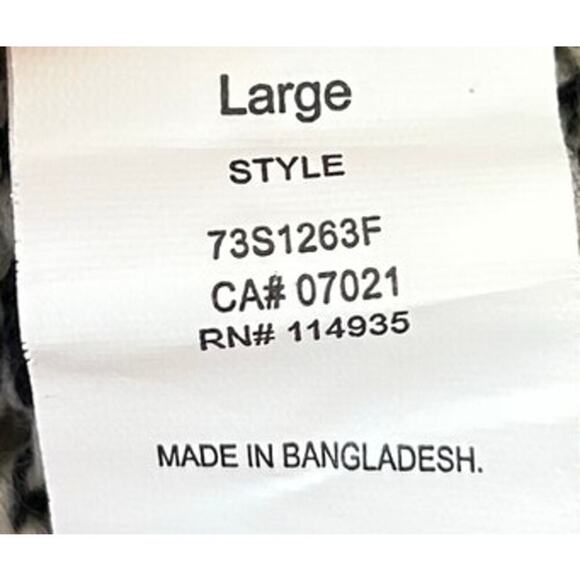 Large
STYLE
73S1263F
CA# 07021
RN# 114935
MADE IN BANGLADESH.